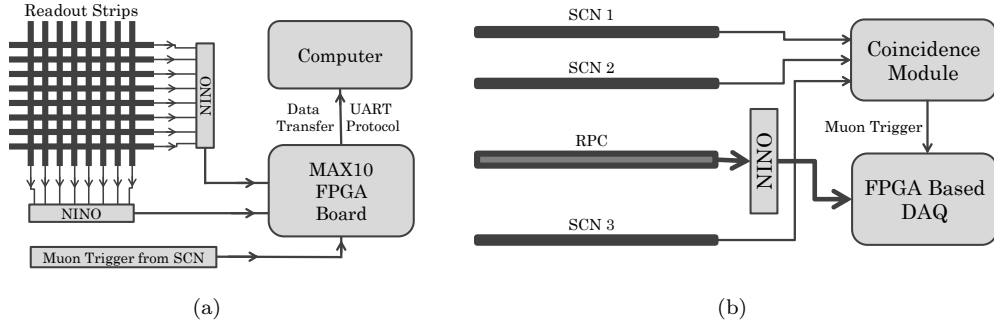 Readout Strips
NINO
Computer
Data
Transfer
UART
Protocol
MAX10
FPGA
Board
NINO
Muon Trigger from SCN
(a)
SCN 1
SCN 2
RPC
SCN 3
NINO
Coincidence
Module
Muon Trigger
FPGA Based
DAQ
(b)